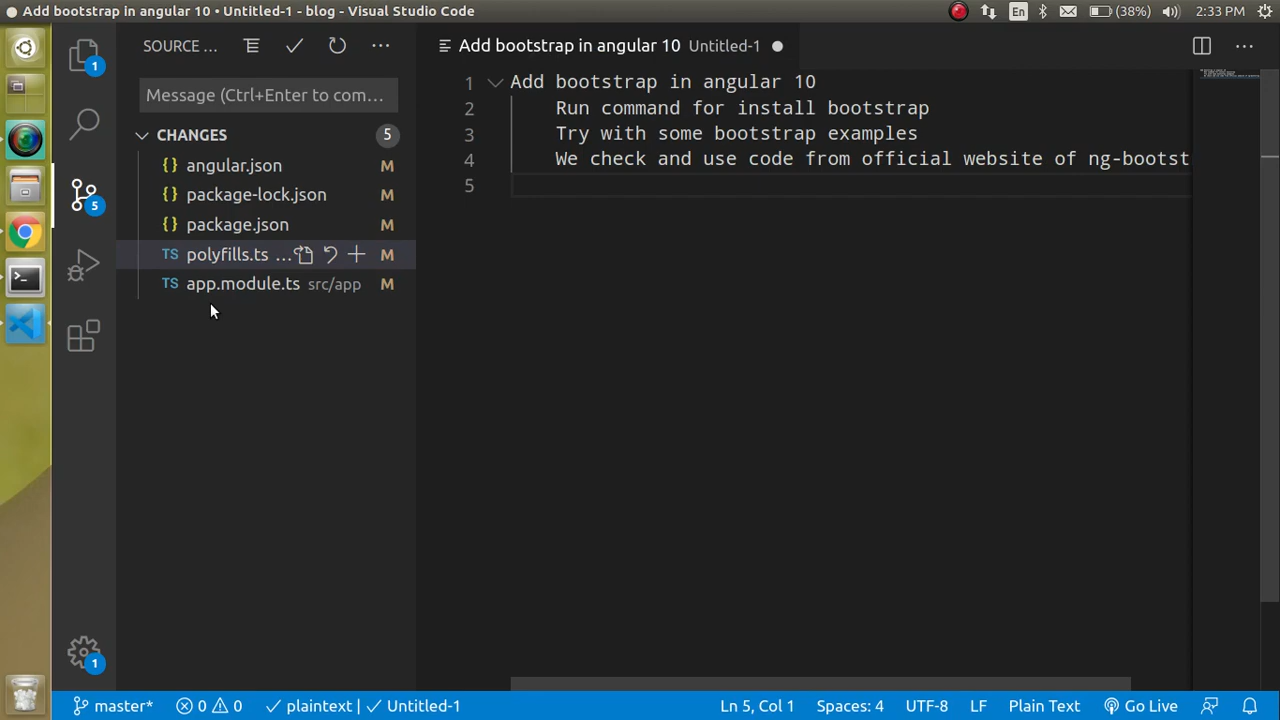 Add bootstrap in angular 10 • Untitled-1 - blog - Visual Studio Code
En
(38%)
2:33 PM
SOURCE ...
Add bootstrap in angular 10 Untitled-1
1
Message (Ctrl+Enter to com...
CHANGES
5
angular.json M
package-lock.json M
package.json M
polyfills.ts ... M
app.module.ts src/app M
5
1 Add bootstrap in angular 10
2 Run command for install bootstrap
3 Try with some bootstrap examples
4 We check and use code from official website of ng-bootst
5
1
master*
0 0
plaintext | Untitled-1
Ln 5, Col 1
Spaces: 4
UTF-8
LF
Plain Text
Go Live